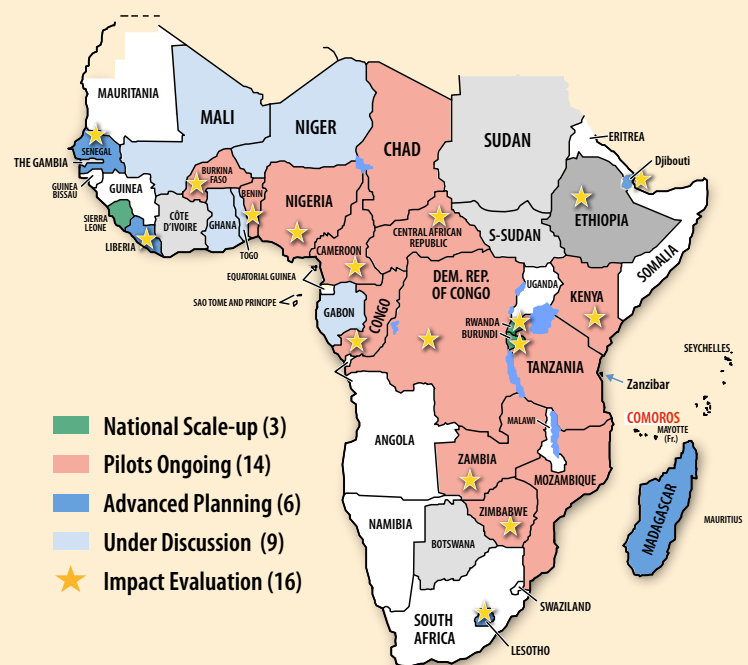 MAURITANIA
MALI
NIGER
CHAD
SUDAN
ERITREA
Djibouti
THE GAMBIA
SENEGAL
GUINEA
BISSAU
GUINEA
SIERRA
LEONE
LIBERIA
CÔTE
D'IVOIRE
BURKINA
FASO
GHANA
TOGO
BENIN
NIGERIA
CAMEROON
CENTRAL AFRICAN
REPUBLIC
S-SUDAN
ETHIOPIA
SOMALIA
EQUATORIAL GUINEA
SAO TOME AND PRINCIPE
GABON
CONGO
DEM. REP.
OF CONGO
UGANDA
KENYA
RWANDA
BURUNDI
TANZANIA
SEYCHELLES
Zanzibar
COMOROS
MAYOTTE
(Fr.)
ANGOLA
ZAMBIA
MALAWI
MOZAMBIQUE
ZIMBABWE
NAMIBIA
BOTSWANA
MADAGASCAR
MAURITIUS
SOUTH
AFRICA
SWAZILAND
LESOTHO
National Scale-up (3)
Pilots Ongoing (14)
Advanced Planning (6)
Under Discussion (9)
Impact Evaluation (16)